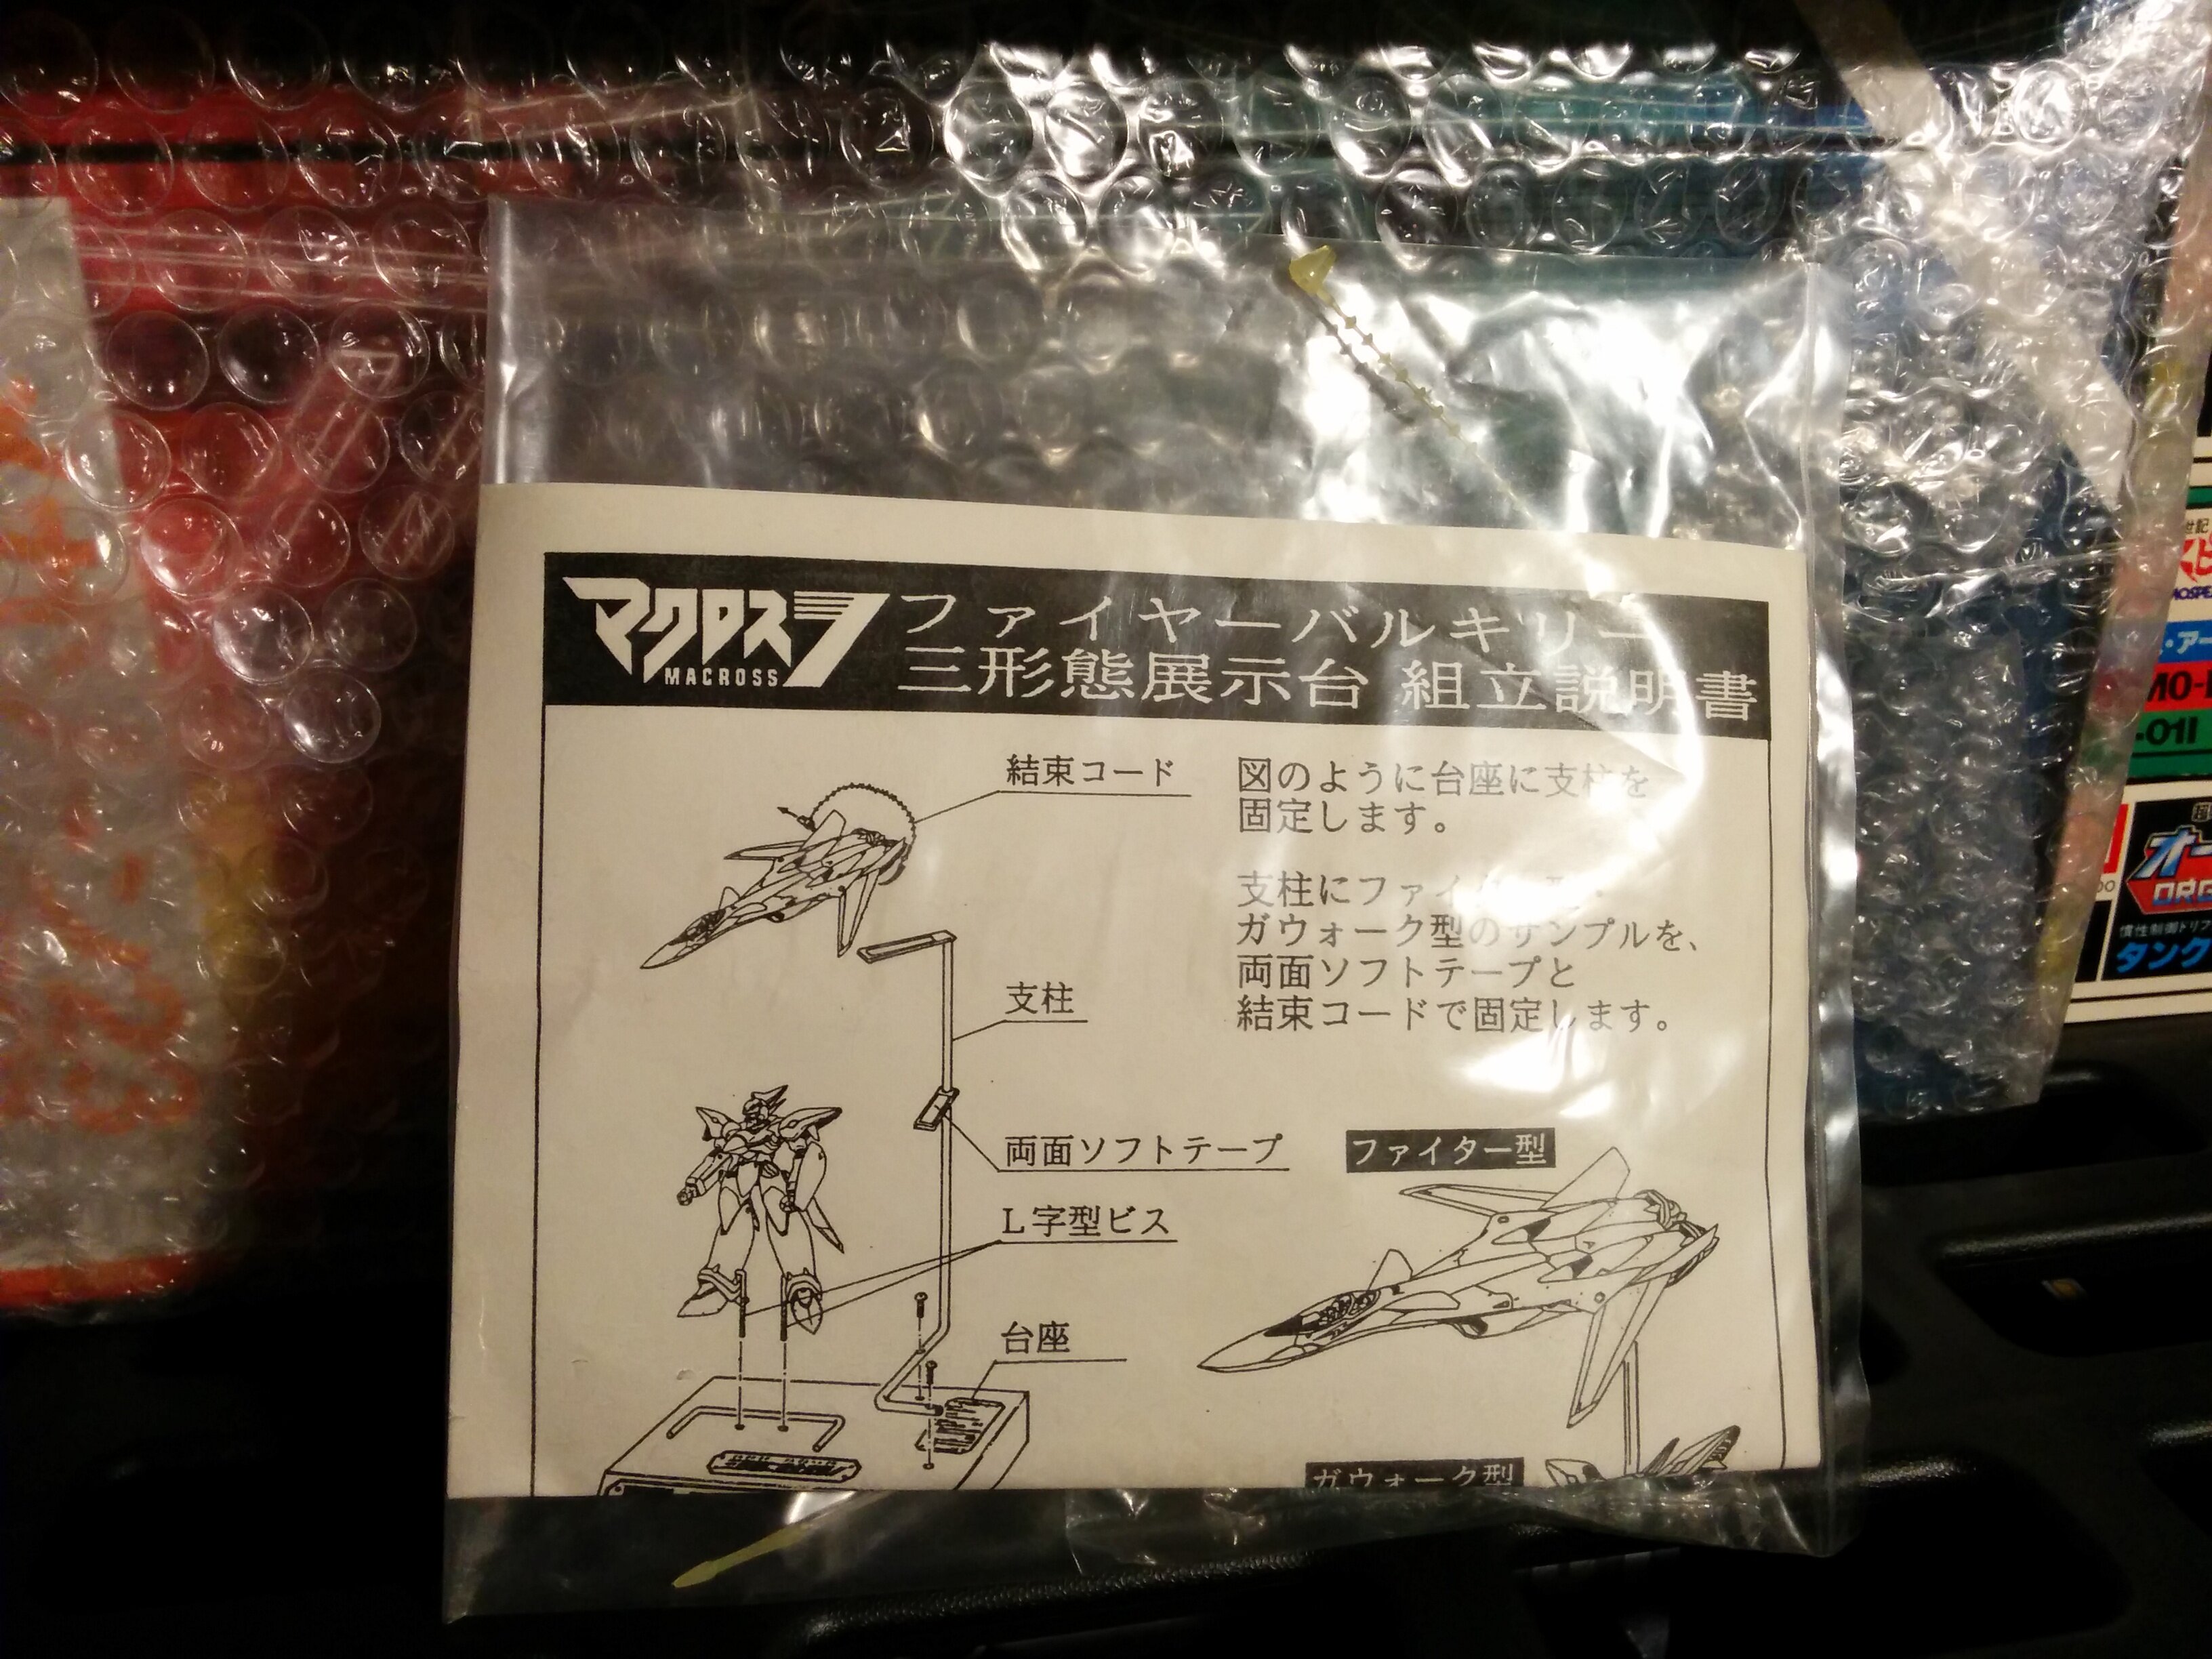 マクロス7
MACROSS
ファイヤーバルキリー
三形態展示台 組立説明書
結束コード
図のように台座に支柱を
固定します。
支柱にファイター型・
ガウォーク型のサンプルを、
両面ソフトテープと
結束コードで固定します。
支柱
両面ソフトテープ
L字型ビス
台座
ファイター型
ガウォーク型
-01I
タンク